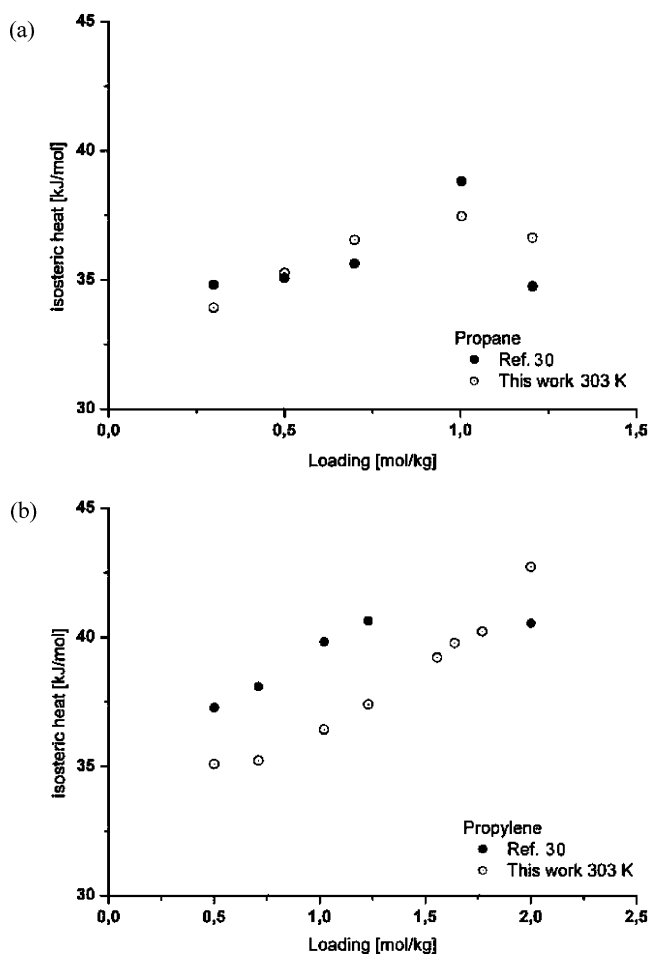 (a)
45
40
35
30
isosteric heat [kJ/mol]
Propane
Ref. 30
This work 303 K
0,0 0,5 1,0 1,5
Loading [mol/kg]
(b)
45
40
35
30
isosteric heat [kJ/mol]
Propylene
Ref. 30
This work 303 K
0,0 0,5 1,0 1,5 2,0 2,5
Loading [mol/kg]